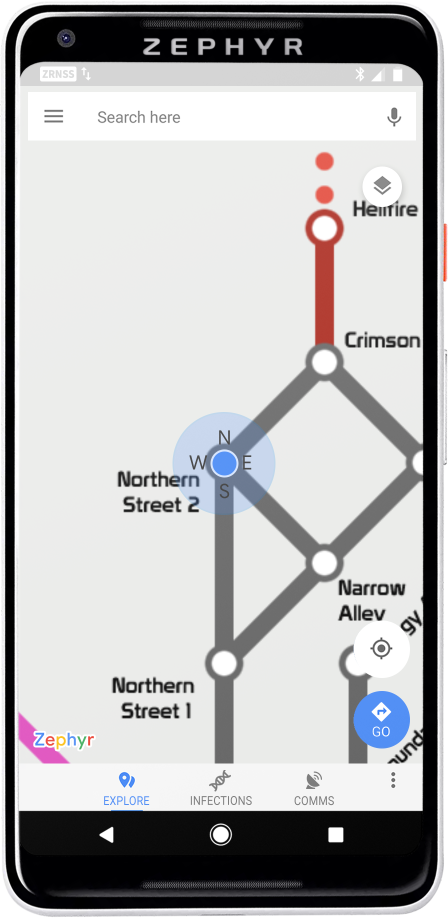 ZEPHYR
ZRNSS
Search here
Hellfire
Crimson
N
W E
S
Northern
Street 2
Narrow
Alley
gy
Northern
Street 1
GO
Zephyr
EXPLORE INFECTIONS COMMS